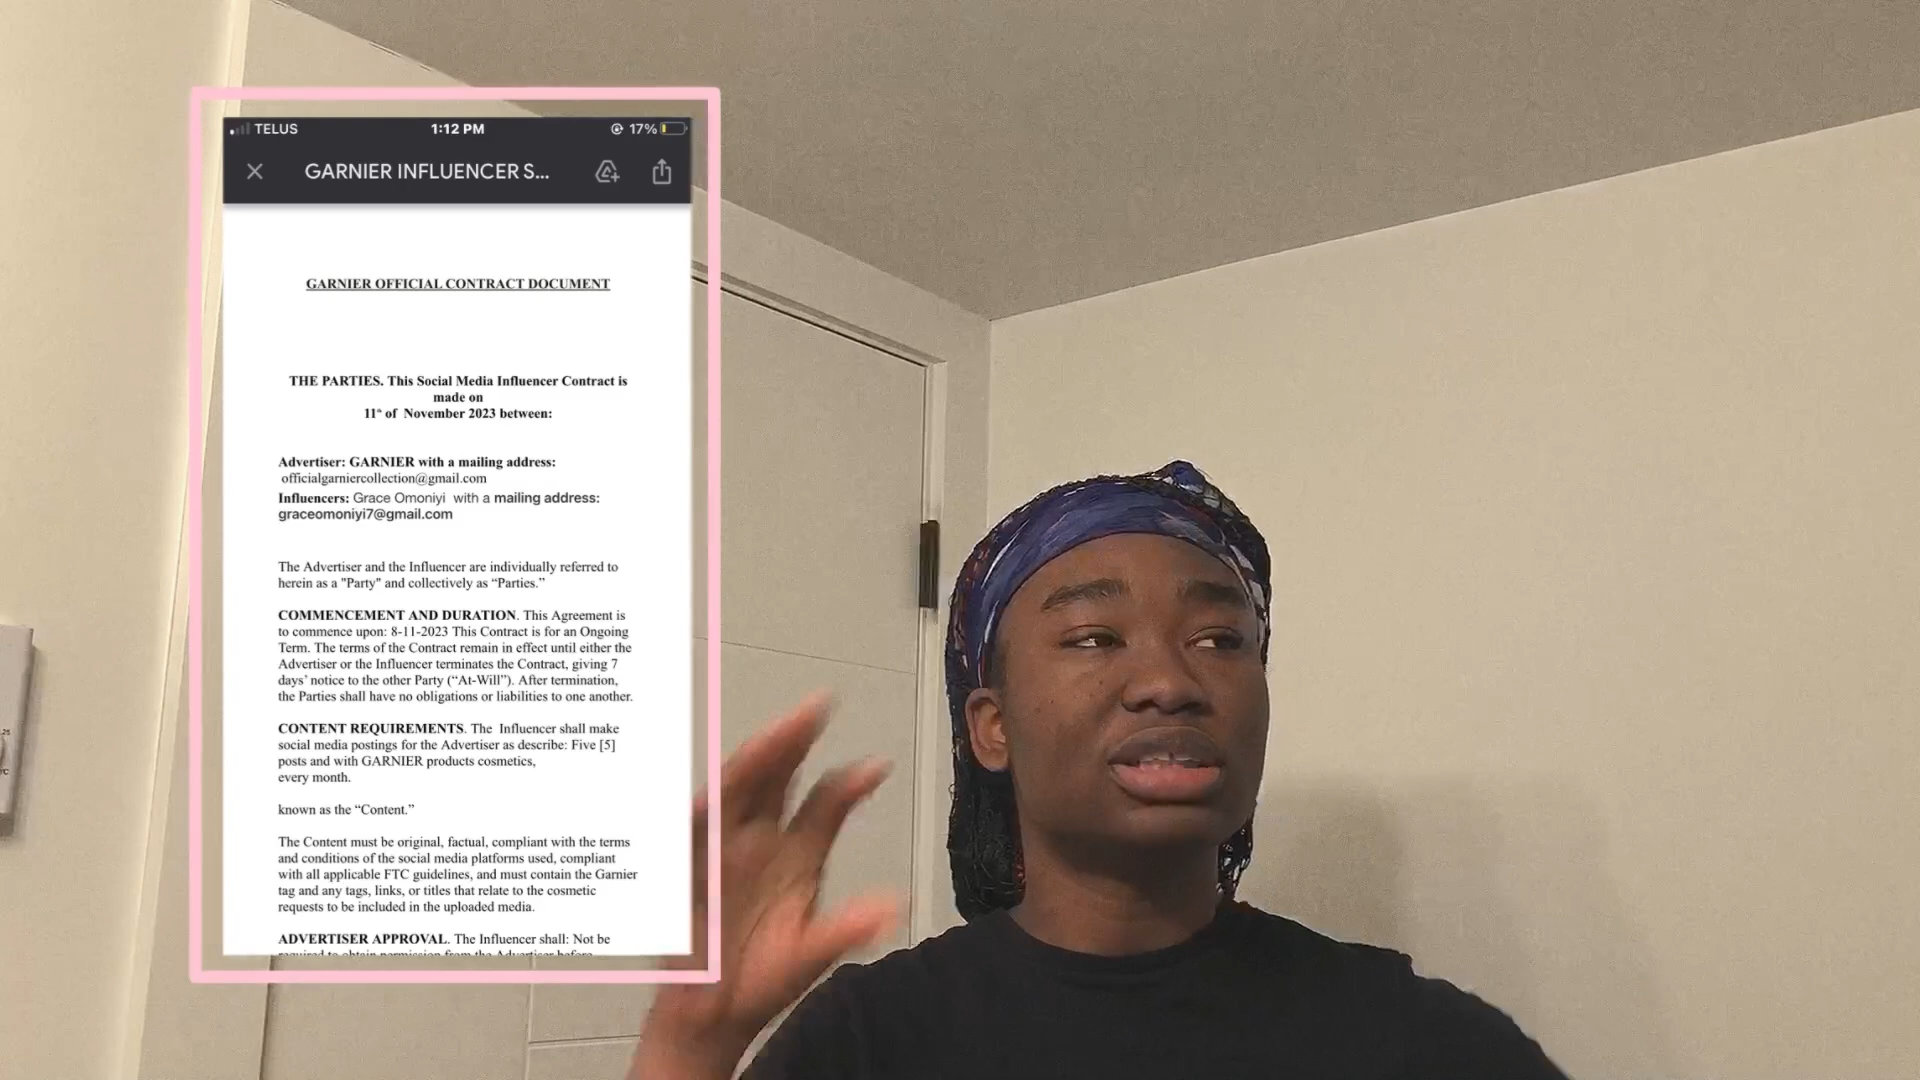 TELUS 1:12 PM 17%
GARNIER INFLUENCER S...
GARNIER OFFICIAL CONTRACT DOCUMENT
THE PARTIES. This Social Media Influencer Contract is
made on
11ᵗʰ of November 2023 between:
Advertiser: GARNIER with a mailing address:
officialgarniercollection@gmail.com
Influencers: Grace Omoniyi with a mailing address:
graceomoniyi7@gmail.com
The Advertiser and the Influencer are individually referred to
herein as a "Party" and collectively as “Parties.”
COMMENCEMENT AND DURATION. This Agreement is
to commence upon: 8-11-2023 This Contract is for an Ongoing
Term. The terms of the Contract remain in effect until either the
Advertiser or the Influencer terminates the Contract, giving 7
days’ notice to the other Party (“At-Will”). After termination,
the Parties shall have no obligations or liabilities to one another.
CONTENT REQUIREMENTS. The Influencer shall make
social media postings for the Advertiser as describe: Five [5]
posts and with GARNIER products cosmetics,
every month.
known as the “Content.”
The Content must be original, factual, compliant with the terms
and conditions of the social media platforms used, compliant
with all applicable FTC guidelines, and must contain the Garnier
tag and any tags, links, or titles that relate to the cosmetic
requests to be included in the uploaded media.
ADVERTISER APPROVAL. The Influencer shall: Not be
required to obtain permission from the Advertiser before